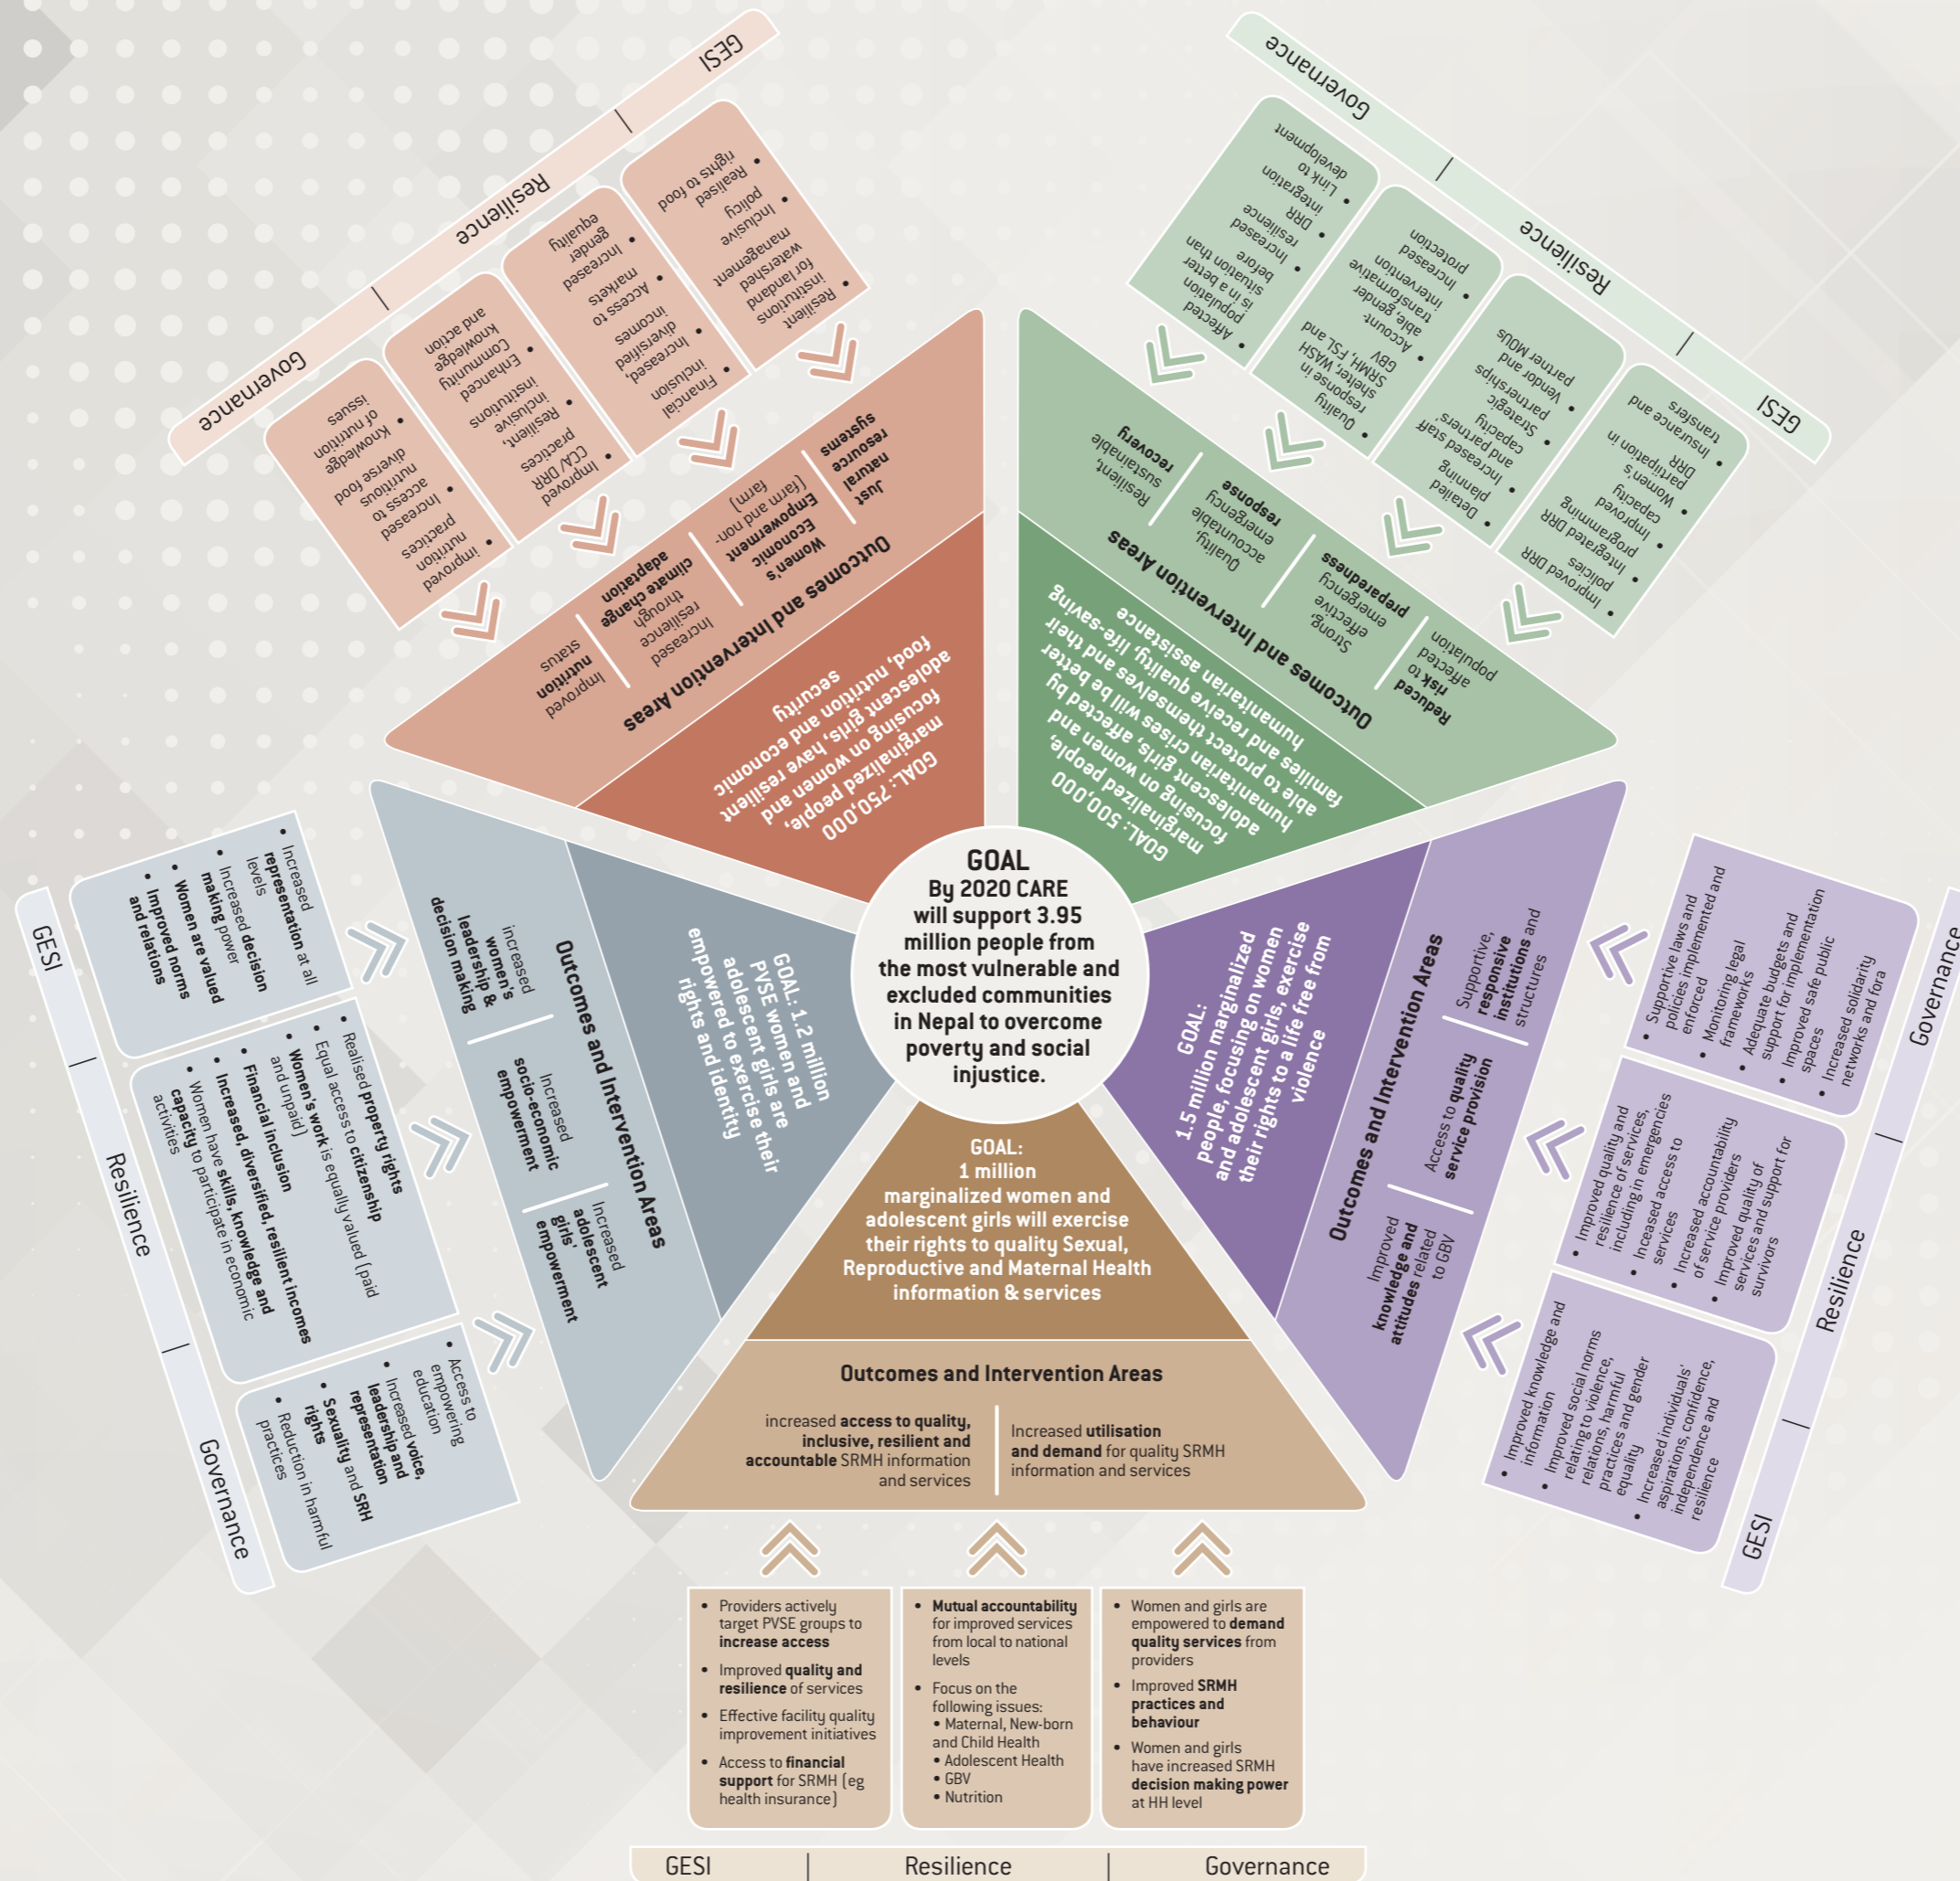 GOAL
By 2020 CARE
will support 3.95
million people from
the most vulnerable and
excluded communities
in Nepal to overcome
poverty and social
injustice.
GOAL:
1 million
marginalized women and
adolescent girls will exercise
their rights to quality Sexual,
Reproductive and Maternal Health
information & services
Outcomes and Intervention Areas
increased access to quality,
inclusive, resilient and
accountable SRMH information
and services
Increased utilisation
and demand for quality SRMH
information and services
• Providers actively
target PVSE groups to
increase access
• Improved quality and
resilience of services
• Effective facility quality
improvement initiatives
• Access to financial
support for SRMH (eg
health insurance)
• Mutual accountability
for improved services
from local to national
levels
• Focus on the
following issues:
• Maternal, New-born
and Child Health
• Adolescent Health
• GBV
• Nutrition
• Women and girls are
empowered to demand
quality services from
providers
• Improved SRMH
practices and
behaviour
• Women and girls
have increased SRMH
decision making power
at HH level
GESI | Resilience | Governance
GOAL: 1.2 million
PVSE women and
adolescent girls are
empowered to exercise their
rights and identity
Outcomes and Intervention Areas
increased
women's
leadership &
decision making
Increased
socio-economic
empowerment
Increased
adolescent
girls'
empowerment
• Increased
representation at all
levels
• Increased decision
making power
• Women are valued
• Improved norms
and relations
• Realised property rights
• Equal access to citizenship
• Women's work is equally valued (paid
and unpaid)
• Financial inclusion
• Increased, diversified, resilient incomes
• Women have skills, knowledge and
capacity to participate in economic
activities
• Access to
empowering
education
• Increased voice,
leadership and
representation
• Sexuality and SRH
rights
• Reduction in harmful
practices
GESI | Resilience | Governance
GOAL: 750,000
marginalized people,
focusing on women and
adolescent girls, have resilient
food, nutrition and economic
security
Outcomes and Intervention Areas
Improved
nutrition
status
Increased
resilience
through
climate change
adaptation
Women's
Economic
Empowerment
(farm and non-
farm)
Just
natural
resource
systems
• improved
nutrition
practices
• Increased
access to
nutritious
diverse food
• Knowledge
of nutrition
issues
• Improved
CCA/ DRR
practices
• Resilient,
inclusive
institutions
• Enhanced
Community
knowledge
and action
• Financial
inclusion
• Increased,
diversified
incomes
• Access to
markets
• Increased
gender
equality
• Resilient
institutions
for landand
watershed
management
• Inclusive
policy
• Realised
rights to food
Governance | Resilience | GESI
GOAL: 500,000
marginalized people,
focusing on women and
adolescent girls, affected by
humanitarian crises will be better
able to protect themselves and their
families and receive quality, life-saving
humanitarian assistance
Outcomes and Intervention Areas
Resilient,
sustainable
recovery
Quality,
accountable
emergency
response
Strong,
effective
emergency
preparedness
Reduced
risk to
affected
population
• Affected
population
is in a better
situation than
before
• Increased
resilience
• DRR
integration
• Link to
development
• Quality
response in
shelter, WASH
SRMH, FSL and
GBV
• Account-
able, gender
transformative
intervention
• Increased
protection
• Detailed
planning
• Increased staff
and partners'
capacity
• Strategic
partnerships
• Vendor and
partner MOUs
• Improved DRR
policies
• Integrated DRR
programming
• Improved
capacity
• Women's
partitipation in
DRR
• Insurance and
transfers
Governance | Resilience | GESI
GOAL:
1.5 million marginalized
people, focusing on women
and adolescent girls, exercise
their rights to a life free from
violence
Outcomes and Intervention Areas
Improved
knowledge and
attitudes related
to GBV
Access to quality
service provision
Supportive,
responsive
institutions and
structures
• Supportive laws and
policies implemented and
enforced
• Monitoring legal
frameworks
• Adequate budgets and
support for implementation
• Improved safe public
spaces
• Increased solidarity
networks and fora
• Improved quality and
resilience of services,
including in emergencies
• Inceased access to
services
• Increased accountability
of service providers
• Improved quality of
services and support for
survivors
• Improved knowledge and
information
• Improved social norms
relating to violence,
relations, harmful
practices and gender
equality
• Increased individuals'
aspirations, confidence,
independence and
resilience
GESI | Resilience | Governance